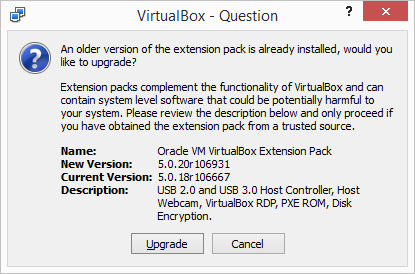 VirtualBox - Question
?
An older version of the extension pack is already installed, would you
like to upgrade?
Extension packs complement the functionality of VirtualBox and can
contain system level software that could be potentially harmful to
your system. Please review the description below and only proceed if
you have obtained the extension pack from a trusted source.
Name: Oracle VM VirtualBox Extension Pack
New Version: 5.0.20r106931
Current Version: 5.0.18r106667
Description: USB 2.0 and USB 3.0 Host Controller, Host
Webcam, VirtualBox RDP, PXE ROM, Disk
Encryption.
Upgrade Cancel